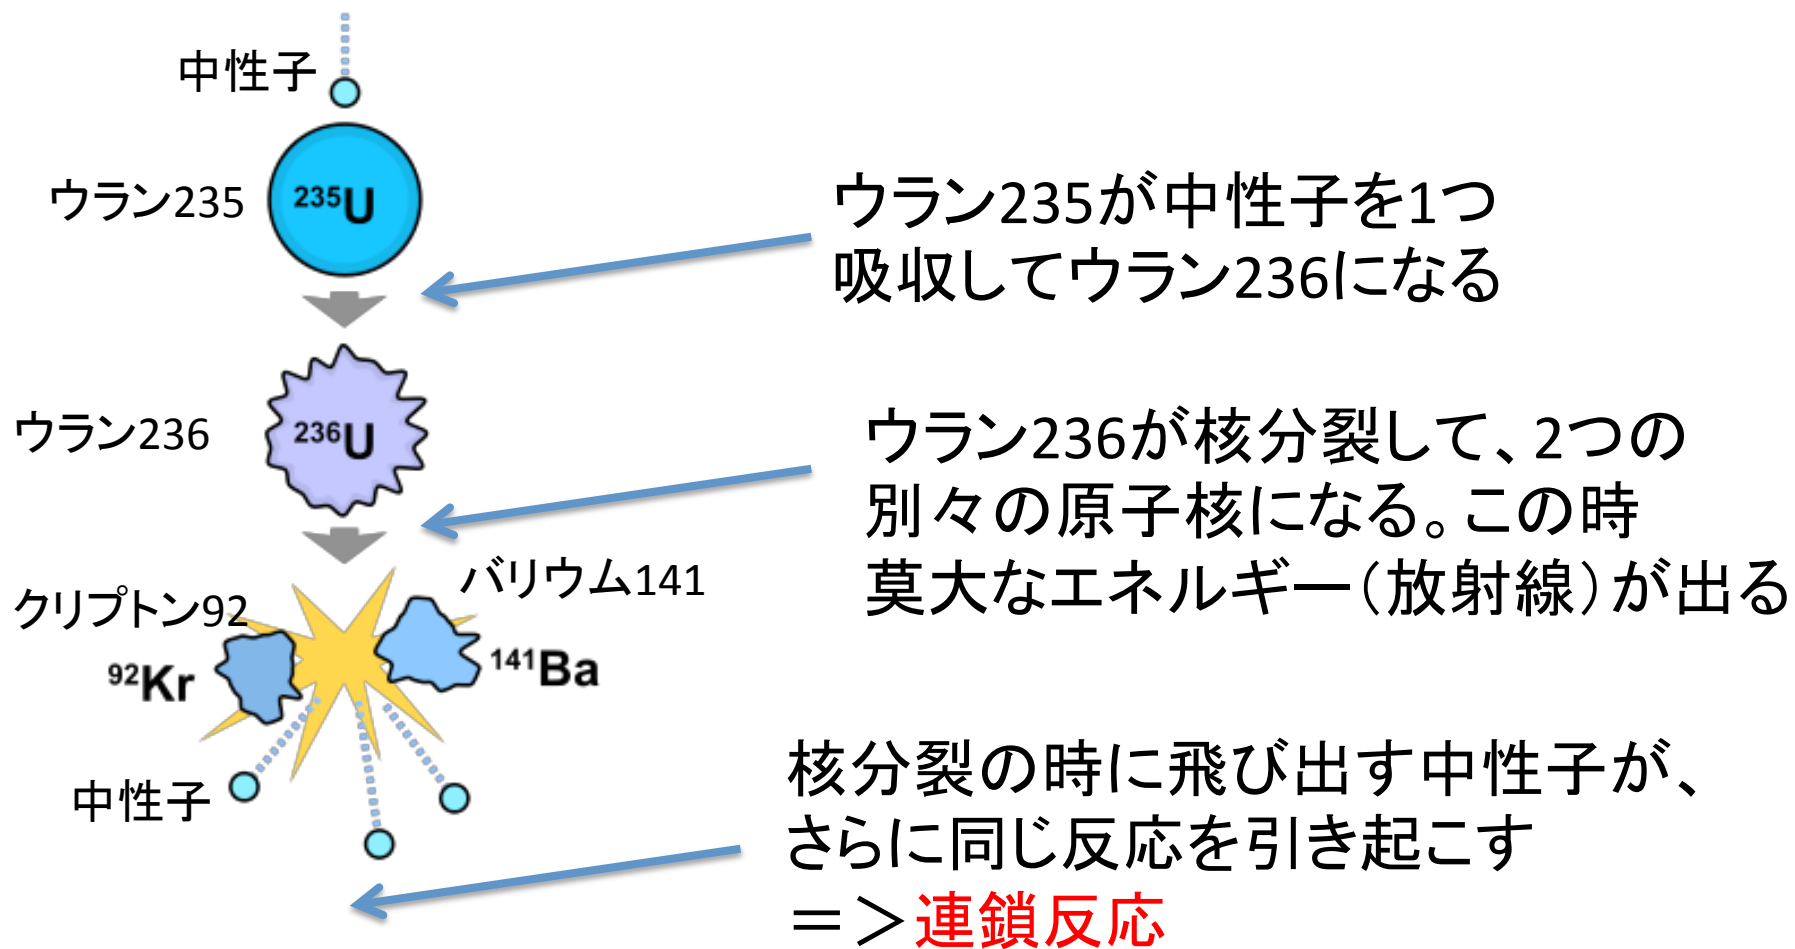 中性子
ウラン235
²³⁵U
ウラン235が中性子を1つ
吸収してウラン236になる
ウラン236
²³⁶U
ウラン236が核分裂して、2つの
別々の原子核になる。この時
莫大なエネルギー(放射線)が出る
クリプトン92
バリウム141
⁹²Kr
¹⁴¹Ba
中性子
核分裂の時に飛び出す中性子が、
さらに同じ反応を引き起こす
＝＞連鎖反応